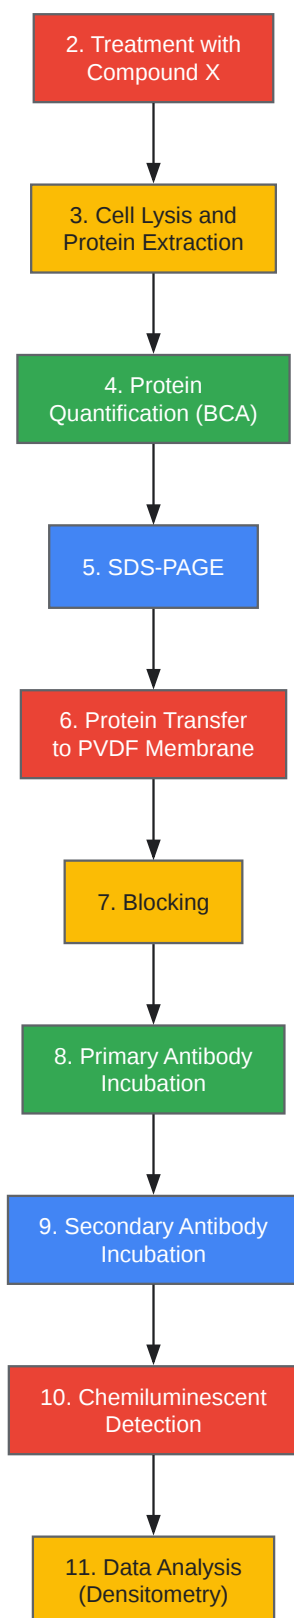 2. Treatment with
Compound X
3. Cell Lysis and
Protein Extraction
4. Protein
Quantification (BCA)
5. SDS-PAGE
6. Protein Transfer
to PVDF Membrane
7. Blocking
8. Primary Antibody
Incubation
9. Secondary Antibody
Incubation
10. Chemiluminescent
Detection
11. Data Analysis
(Densitometry)